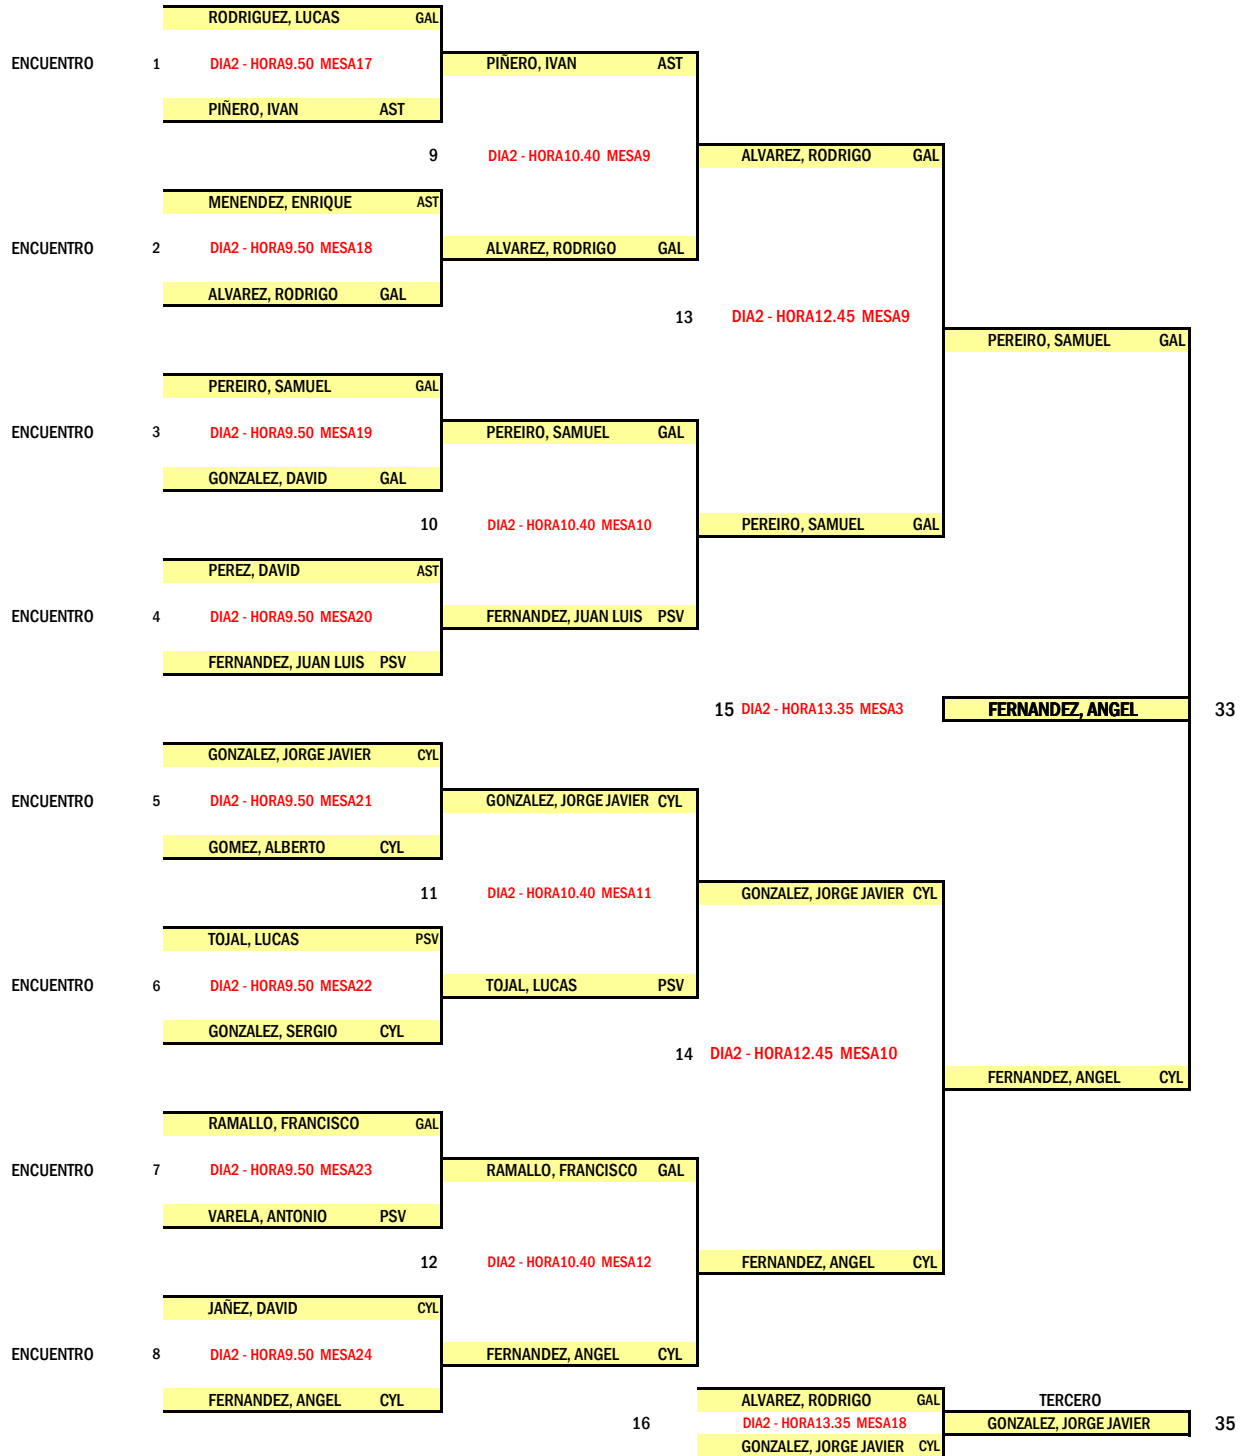 RODRIGUEZ, LUCAS GAL
ENCUENTRO 1 DIA2 - HORA9.50 MESA17 PIÑERO, IVAN AST
PIÑERO, IVAN AST
9 DIA2 - HORA10.40 MESA9 ALVAREZ, RODRIGO GAL
MENENDEZ, ENRIQUE AST
ENCUENTRO 2 DIA2 - HORA9.50 MESA18 ALVAREZ, RODRIGO GAL
ALVAREZ, RODRIGO GAL
13 DIA2 - HORA12.45 MESA9
PEREIRO, SAMUEL GAL
PEREIRO, SAMUEL GAL
ENCUENTRO 3 DIA2 - HORA9.50 MESA19 PEREIRO, SAMUEL GAL
GONZALEZ, DAVID GAL
10 DIA2 - HORA10.40 MESA10 PEREIRO, SAMUEL GAL
PEREZ, DAVID AST
ENCUENTRO 4 DIA2 - HORA9.50 MESA20 FERNANDEZ, JUAN LUIS PSV
FERNANDEZ, JUAN LUIS PSV
15 DIA2 - HORA13.35 MESA3 FERNANDEZ, ANGEL 33
GONZALEZ, JORGE JAVIER CYL
ENCUENTRO 5 DIA2 - HORA9.50 MESA21 GONZALEZ, JORGE JAVIER CYL
GOMEZ, ALBERTO CYL
11 DIA2 - HORA10.40 MESA11 GONZALEZ, JORGE JAVIER CYL
TOJAL, LUCAS PSV
ENCUENTRO 6 DIA2 - HORA9.50 MESA22 TOJAL, LUCAS PSV
GONZALEZ, SERGIO CYL
14 DIA2 - HORA12.45 MESA10
FERNANDEZ, ANGEL CYL
RAMALLO, FRANCISCO GAL
ENCUENTRO 7 DIA2 - HORA9.50 MESA23 RAMALLO, FRANCISCO GAL
VARELA, ANTONIO PSV
12 DIA2 - HORA10.40 MESA12 FERNANDEZ, ANGEL CYL
JAÑEZ, DAVID CYL
ENCUENTRO 8 DIA2 - HORA9.50 MESA24 FERNANDEZ, ANGEL CYL
FERNANDEZ, ANGEL CYL ALVAREZ, RODRIGO GAL TERCERO
16 DIA2 - HORA13.35 MESA18 GONZALEZ, JORGE JAVIER 35
GONZALEZ, JORGE JAVIER CYL